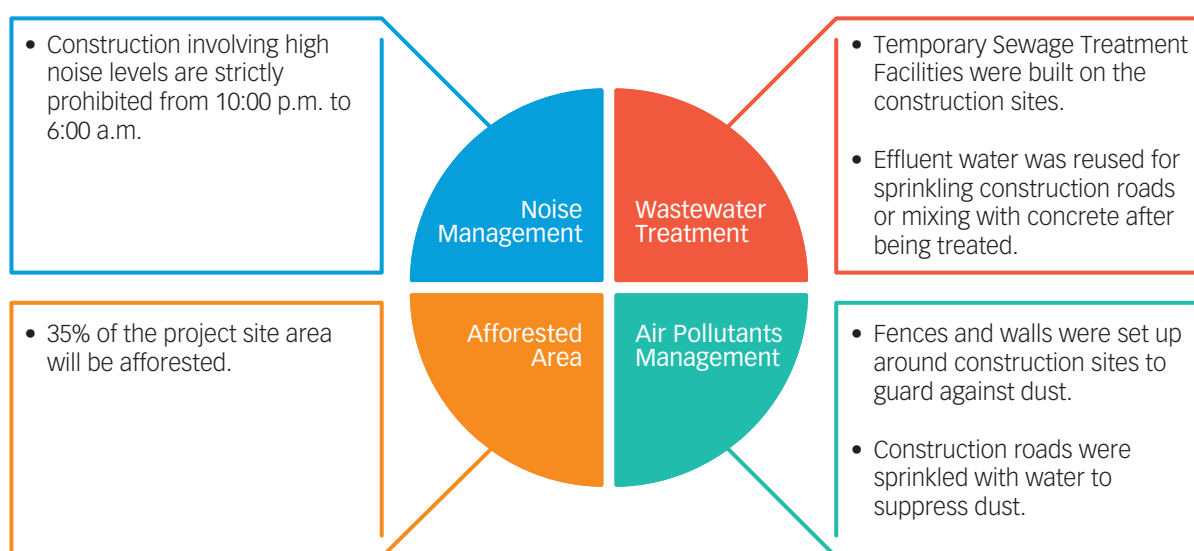 • Construction involving high
noise levels are strictly
prohibited from 10:00 p.m. to
6:00 a.m.
Noise
Management
Wastewater
Treatment
• Temporary Sewage Treatment
Facilities were built on the
construction sites.
• Effluent water was reused for
sprinkling construction roads
or mixing with concrete after
being treated.
• 35% of the project site area
will be afforested.
Afforested
Area
Air Pollutants
Management
• Fences and walls were set up
around construction sites to
guard against dust.
• Construction roads were
sprinkled with water to
suppress dust.